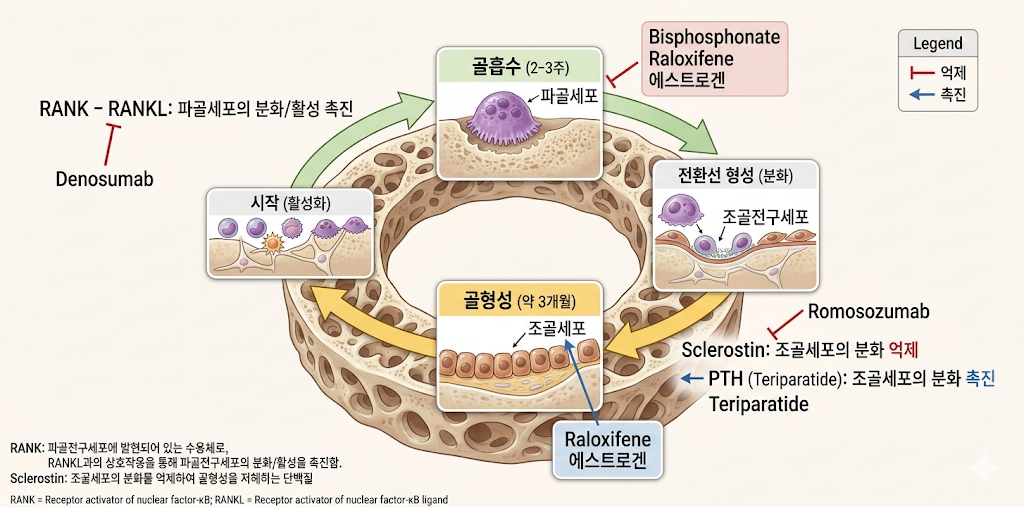 Bisphosphonate
Raloxifene
에스트로겐
Legend
억제
촉진
골흡수 (2-3주)
파골세포
RANK - RANKL: 파골세포의 분화/활성 촉진
Denosumab
시작 (활성화)
전환선 형성 (분화)
조골전구세포
골형성 (약 3개월)
조골세포
Romosozumab
Sclerostin: 조골세포의 분화 억제
PTH (Teriparatide): 조골세포의 분화 촉진
Teriparatide
Raloxifene
에스트로겐
RANK: 파골전구세포에 발현되어 있는 수용체로,
RANKL과의 상호작용을 통해 파골전구세포의 분화/활성을 촉진함.
Sclerostin: 조골세포의 분화를 억제하여 골형성을 저해하는 단백질
RANK = Receptor activator of nuclear factor-κB; RANKL = Receptor activator of nuclear factor-κB ligand